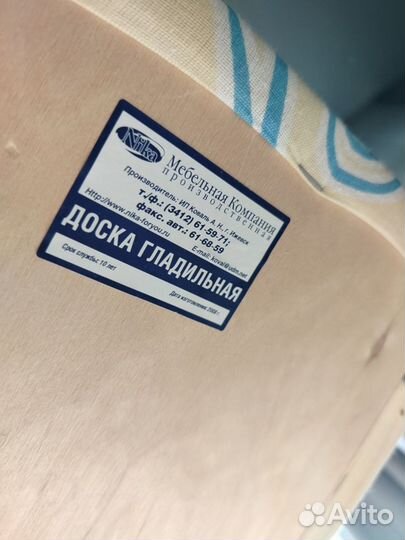 Nika
Мебельная Компания
производственная
Производитель: ИП Коваль А. Н., г. Ижевск
т./ф.: (3412) 61-59-71;
факс. авт.: 61-68-59
Http://www.nika-foryou.ru
E-mail: koval@udm.net
ДОСКА ГЛАДИЛЬНАЯ
Срок службы: 10 лет
Дата изготовления: 2008 г.
Avito